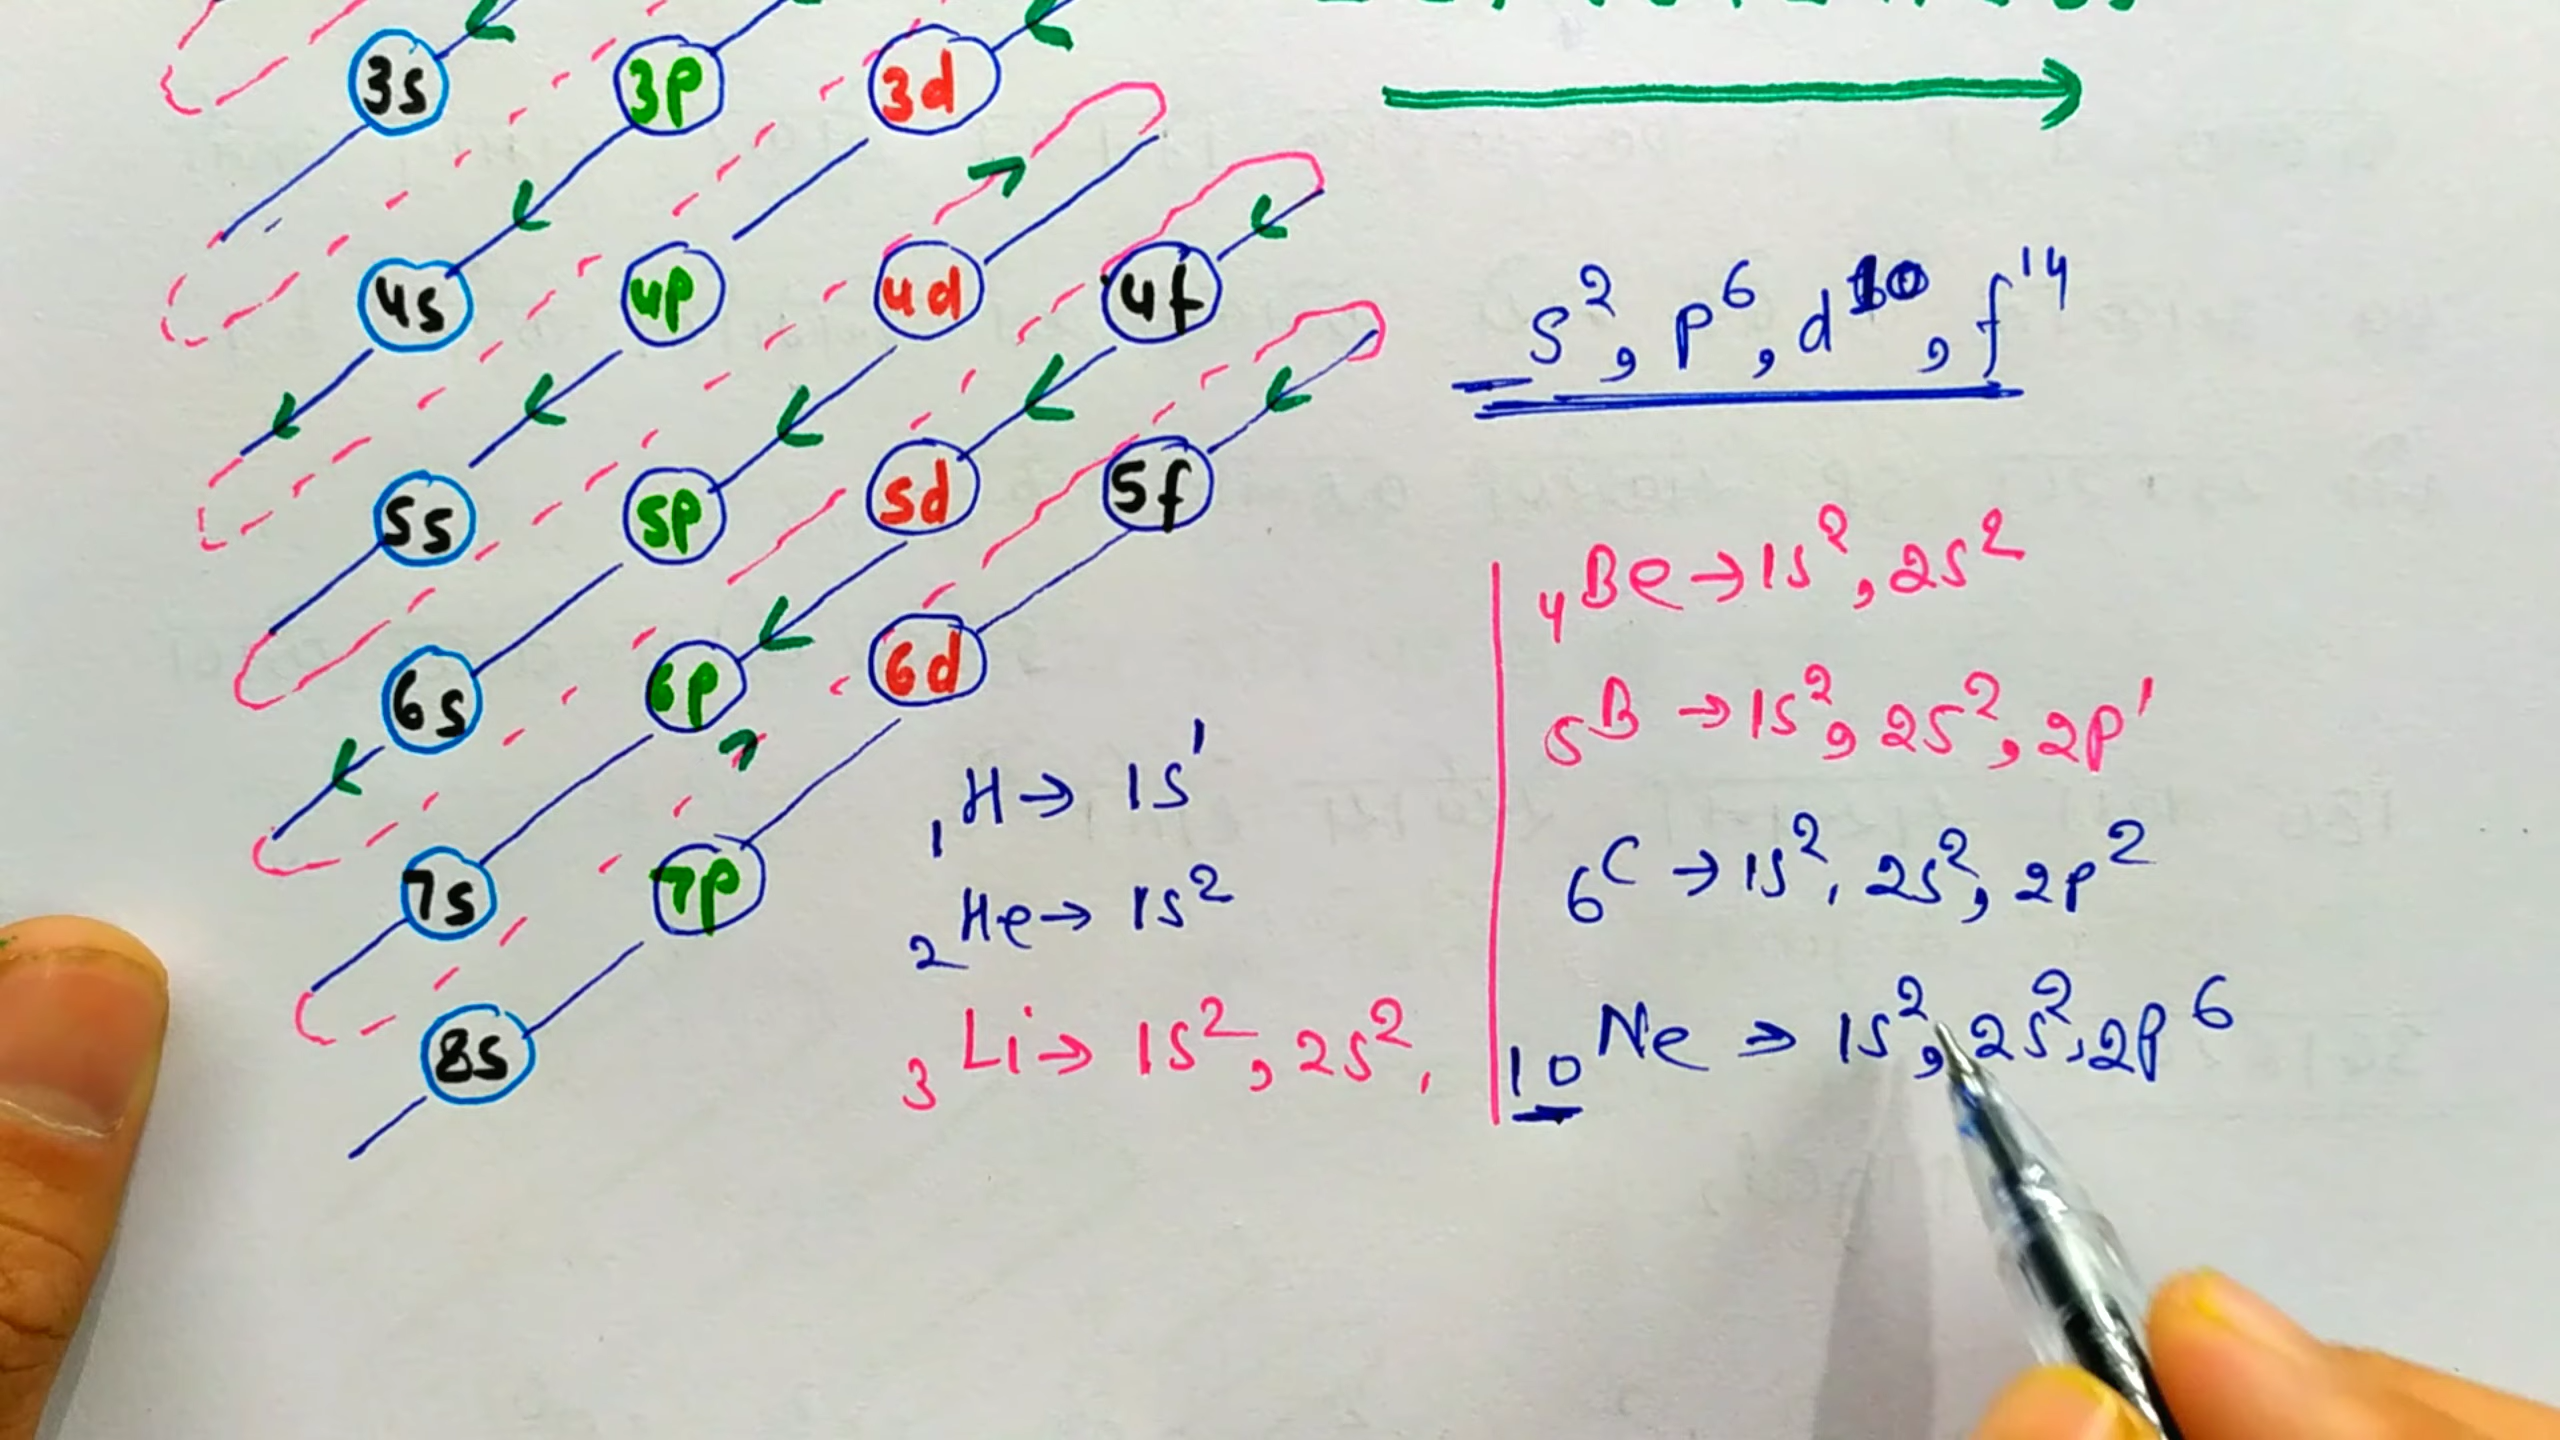 3s 3p 3d
4s 4p 4d 4f
5s 5p 5d 5f
6s 6p 6d
7s 7p
8s
s², p⁶, d¹⁰, f¹⁴
₁H → 1s¹
₂He → 1s²
₃Li → 1s², 2s²,
₄Be → 1s², 2s²
₅B → 1s², 2s², 2p¹
₆C → 1s², 2s², 2p²
₁₀Ne → 1s², 2s², 2p⁶